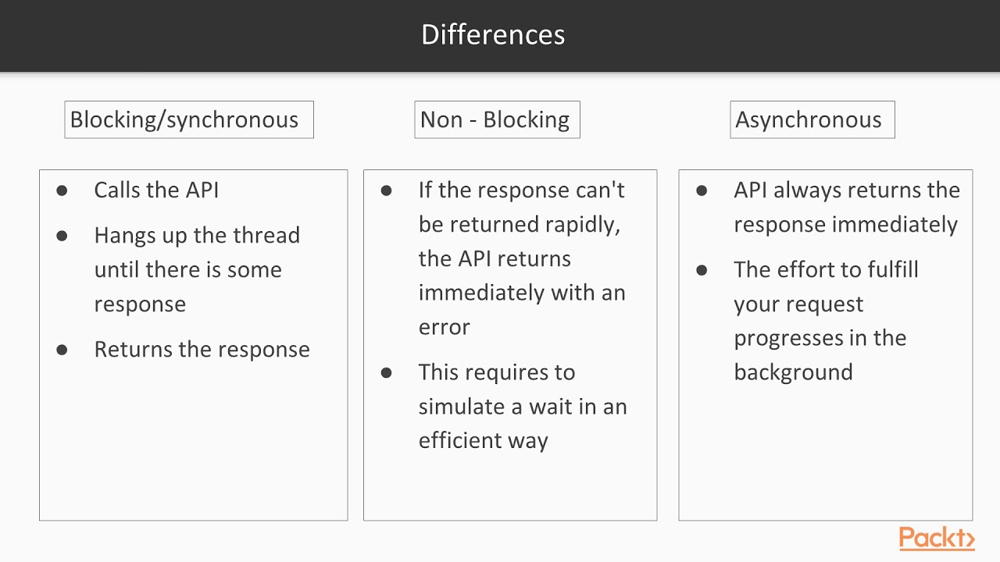 Differences
Blocking/synchronous
● Calls the API
● Hangs up the thread
until there is some
response
● Returns the response
Non - Blocking
● If the response can't
be returned rapidly,
the API returns
immediately with an
error
● This requires to
simulate a wait in an
efficient way
Asynchronous
● API always returns the
response immediately
● The effort to fulfill
your request
progresses in the
background
Packt>